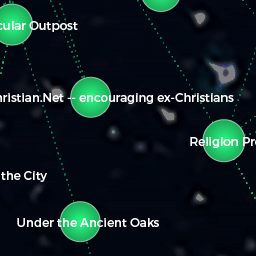 cular Outpost
hristian.Net -- encouraging ex-Christians
Religion Pr
the City
Under the Ancient Oaks